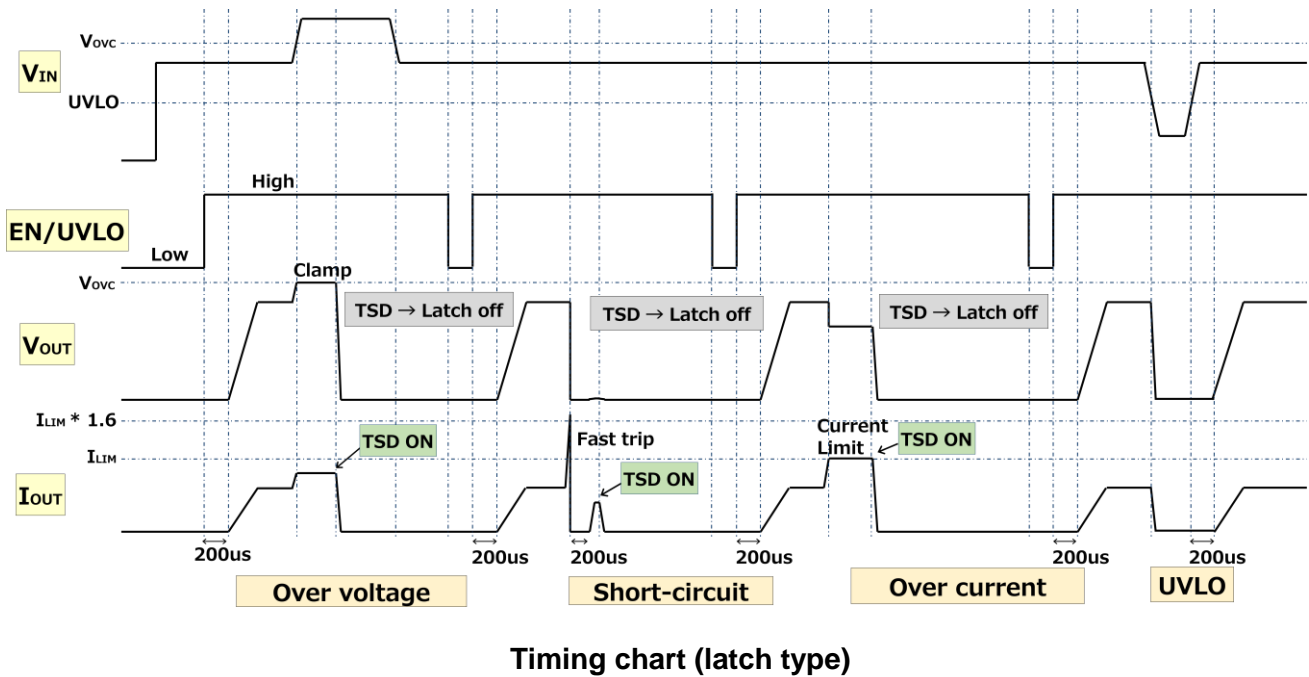 VOVC
VIN
UVLO
High
EN/UVLO
Low
VOVC
Clamp
TSD → Latch off
TSD → Latch off
TSD → Latch off
VOUT
ILIM * 1.6
TSD ON
Fast trip
Current
Limit
TSD ON
ILIM
TSD ON
IOUT
200us
200us
200us
200us
200us
200us
Over voltage
Short-circuit
Over current
UVLO
Timing chart (latch type)